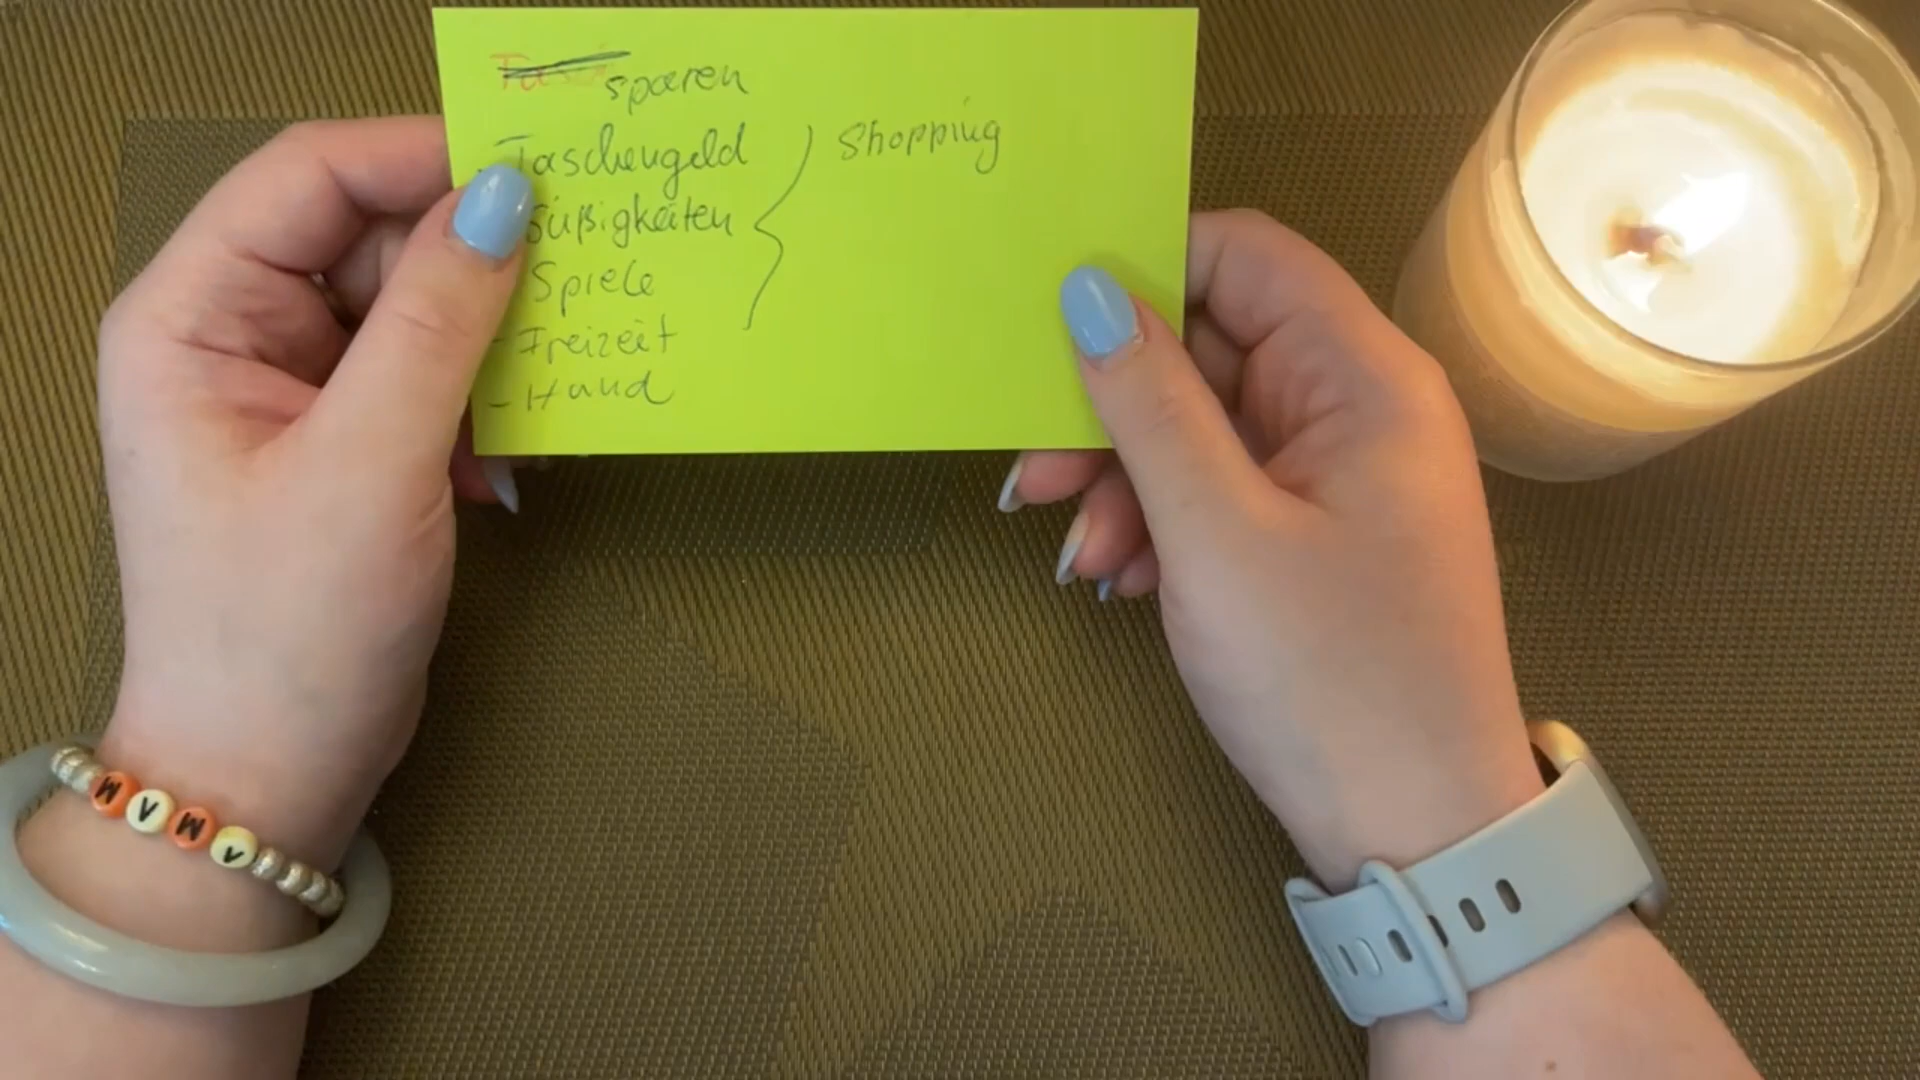 sparen
- Taschengeld
Süßigkeiten
Spiele
- Freizeit
- Hund
Shopping
M V M V